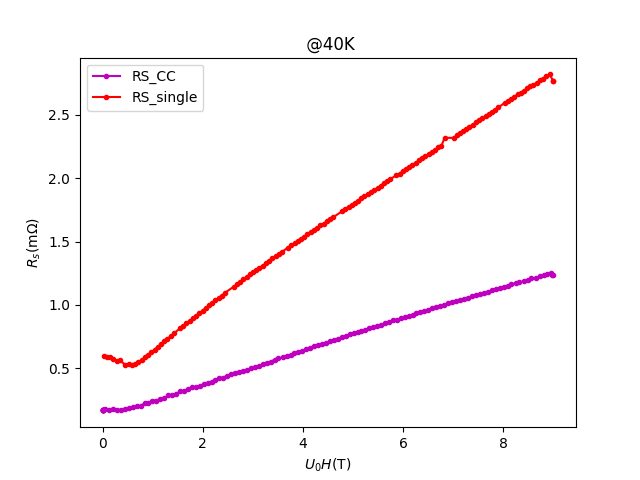 @40K
RS_CC
RS_single
2.5
2.0
1.5
1.0
0.5
R_s(mΩ)
0 2 4 6 8
U_0H(T)